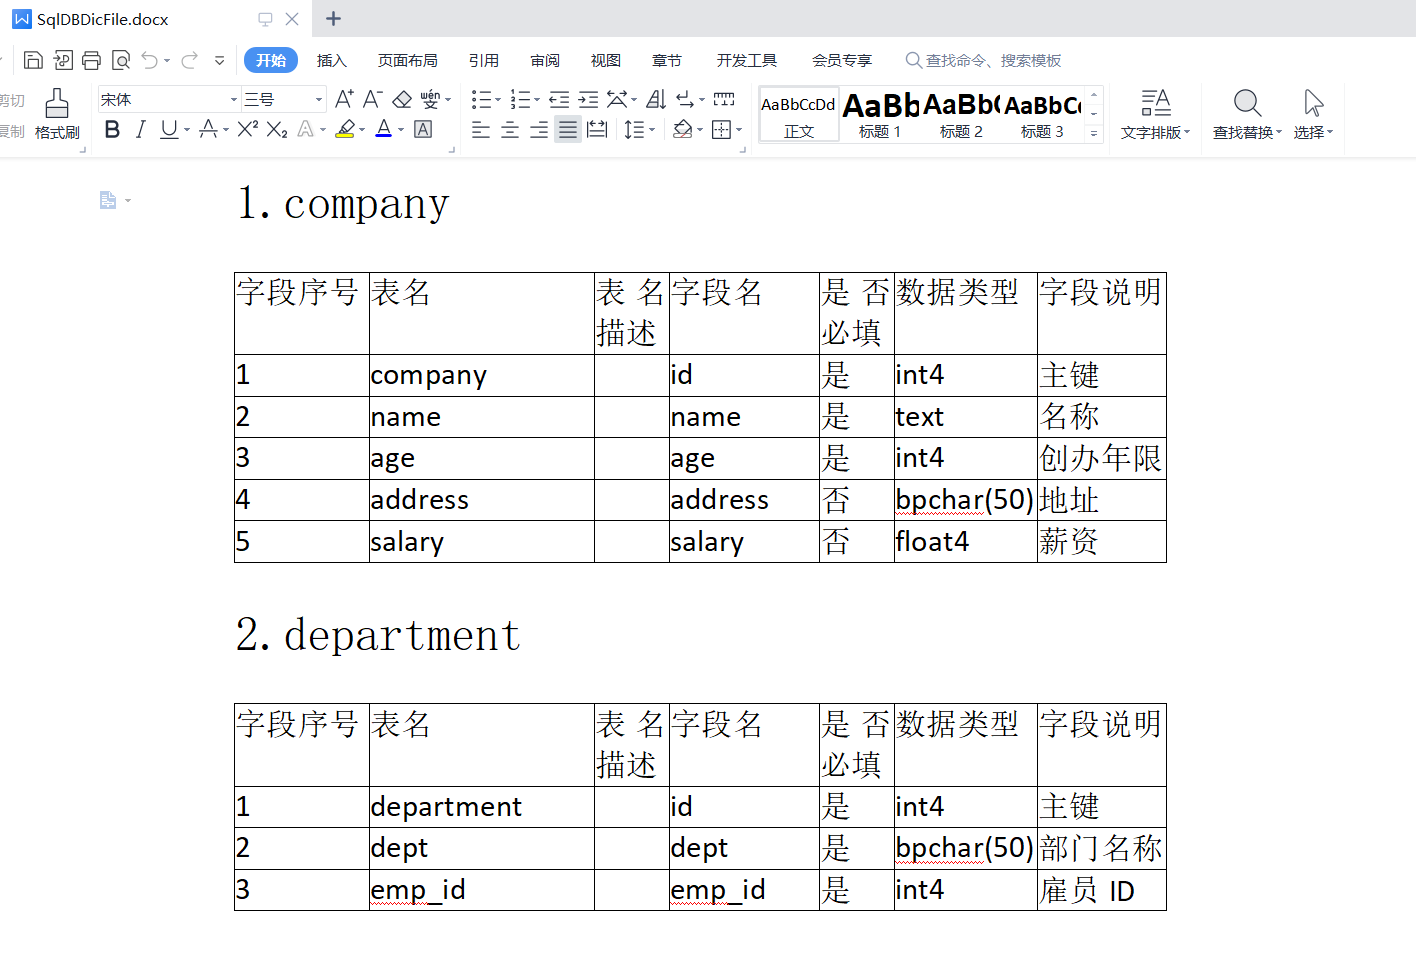 SqlDBDicFile.docx
开始 插入 页面布局 引用 审阅 视图 章节 开发工具 会员专享 查找命令、搜索模板
剪切
复制 格式刷
宋体 三号 A+ A- wén
B I U A X² X₂ A A A
AaBbCcDd AaBb AaBb( AaBbC(
正文 标题 1 标题 2 标题 3
文字排版 查找替换 选择
1.company
字段序号 表名 表名描述 字段名 是否必填 数据类型 字段说明
1 company id 是 int4 主键
2 name name 是 text 名称
3 age age 是 int4 创办年限
4 address address 否 bpchar(50) 地址
5 salary salary 否 float4 薪资
2.department
字段序号 表名 表名描述 字段名 是否必填 数据类型 字段说明
1 department id 是 int4 主键
2 dept dept 是 bpchar(50) 部门名称
3 emp_id emp_id 是 int4 雇员 ID